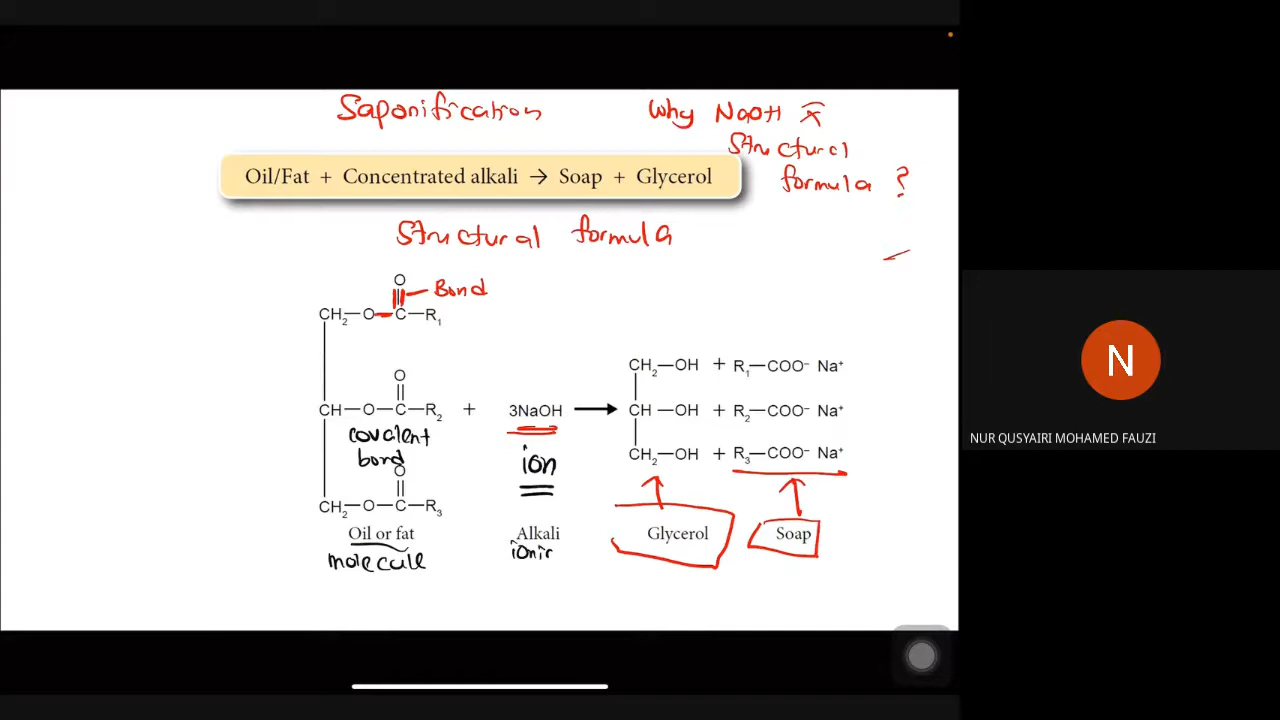 Saponification
Why NaOH x
structural
formula ?
Oil/Fat + Concentrated alkali → Soap + Glycerol
Structural formula
O
Bond
CH₂—O—C—R₁
O
CH—O—C—R₂ + 3NaOH → 
covalent
bond
ion
O
CH₂—O—C—R₃
CH₂—OH + R₁—COO⁻ Na⁺
CH—OH + R₂—COO⁻ Na⁺
CH₂—OH + R₃—COO⁻ Na⁺
Oil or fat
molecule
Alkali
ionic
Glycerol
Soap
N
NUR QUSYAIRI MOHAMED FAUZI